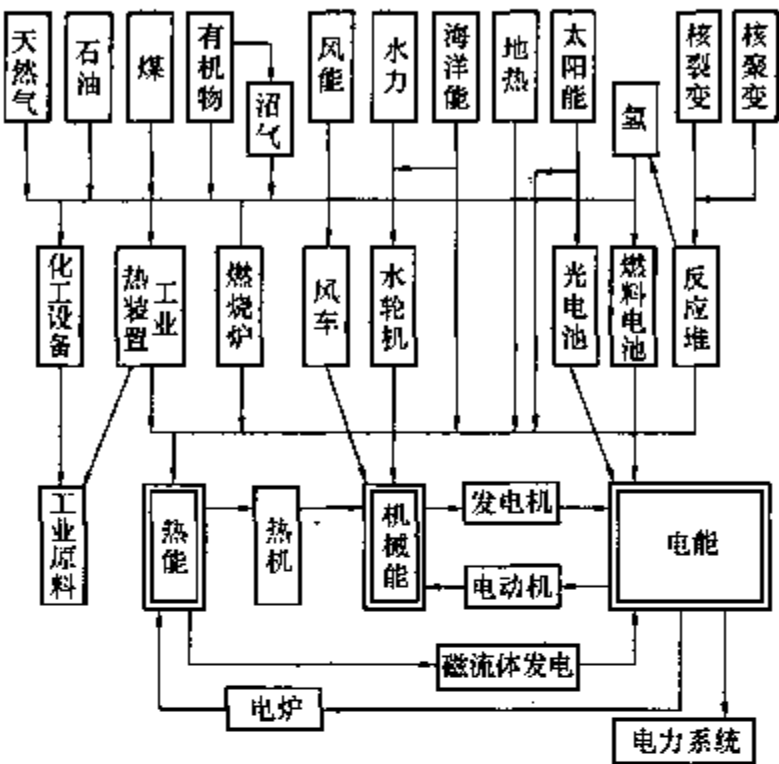 天然气
石油
煤
有机物
沼气
风能
水力
海洋能
地热
太阳能
氢
核裂变
核聚变
化工设备
工业
热装置
燃烧炉
风车
水轮机
光电池
燃料电池
反应堆
工业原料
热能
热机
机械能
发电机
电动机
电能
磁流体发电
电炉
电力系统